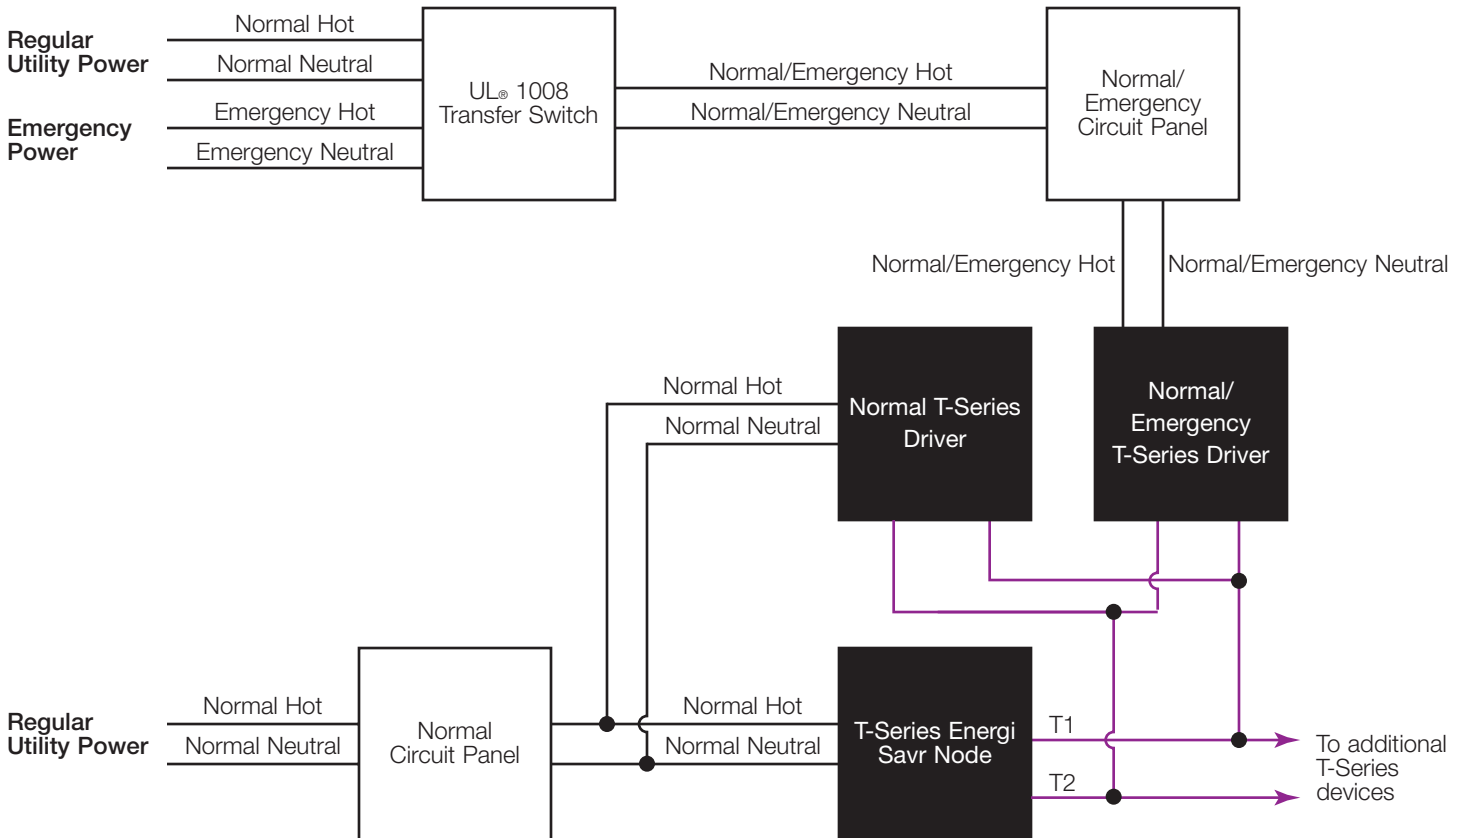 Regular
Utility Power
Normal Hot
Normal Neutral
Emergency
Power
Emergency Hot
Emergency Neutral
UL® 1008
Transfer Switch
Normal/Emergency Hot
Normal/Emergency Neutral
Normal/
Emergency
Circuit Panel
Normal/Emergency Hot
Normal/Emergency Neutral
Normal Hot
Normal Neutral
Normal T-Series
Driver
Normal/
Emergency
T-Series Driver
Regular
Utility Power
Normal Hot
Normal Neutral
Normal
Circuit Panel
Normal Hot
Normal Neutral
T-Series Energi
Savr Node
T1
T2
To additional
T-Series
devices